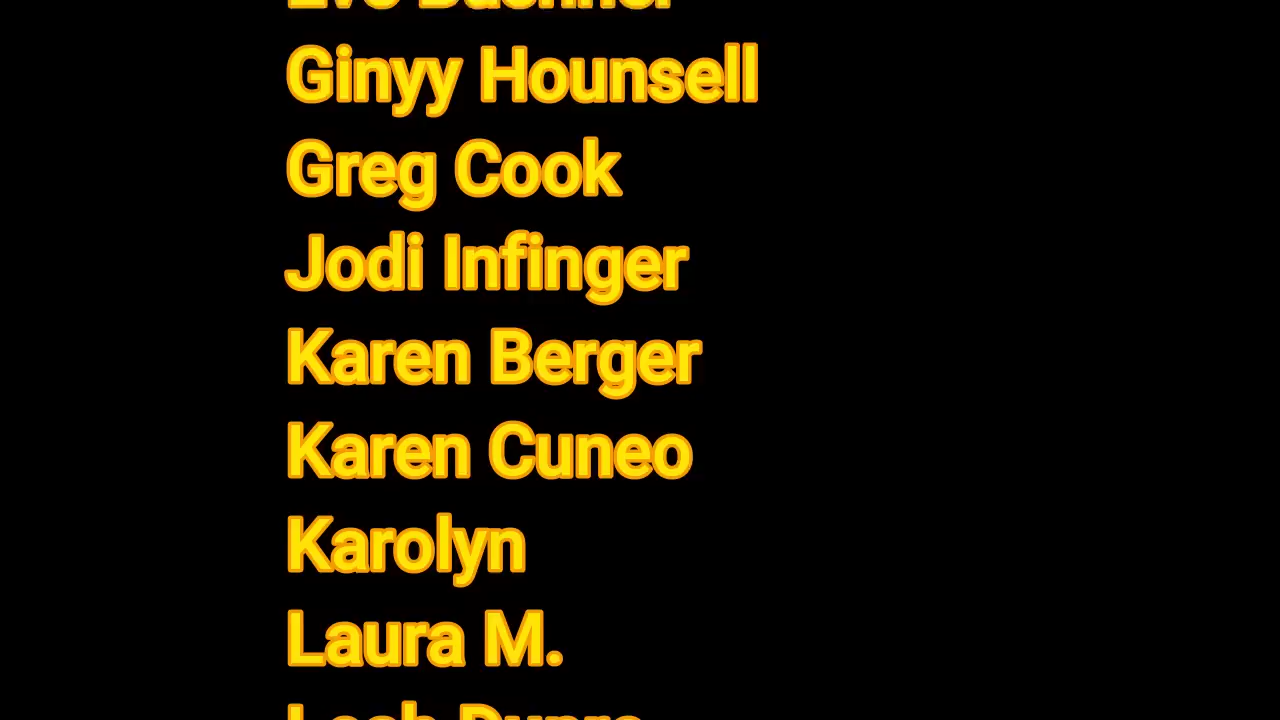 Ginyy Hounsell
Greg Cook
Jodi Infinger
Karen Berger
Karen Cuneo
Karolyn
Laura M.